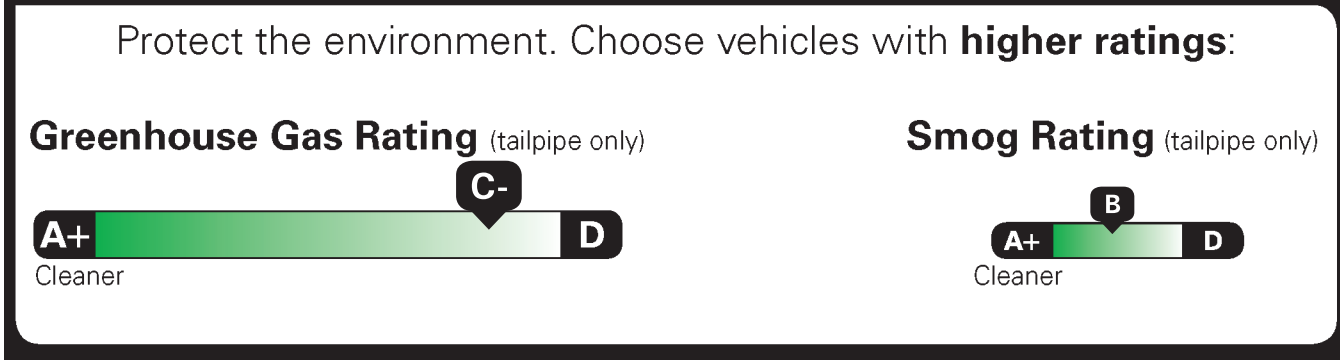 Protect the environment. Choose vehicles with higher ratings:
Greenhouse Gas Rating (tailpipe only)
C-
A+ D
Cleaner
Smog Rating (tailpipe only)
B
A+ D
Cleaner